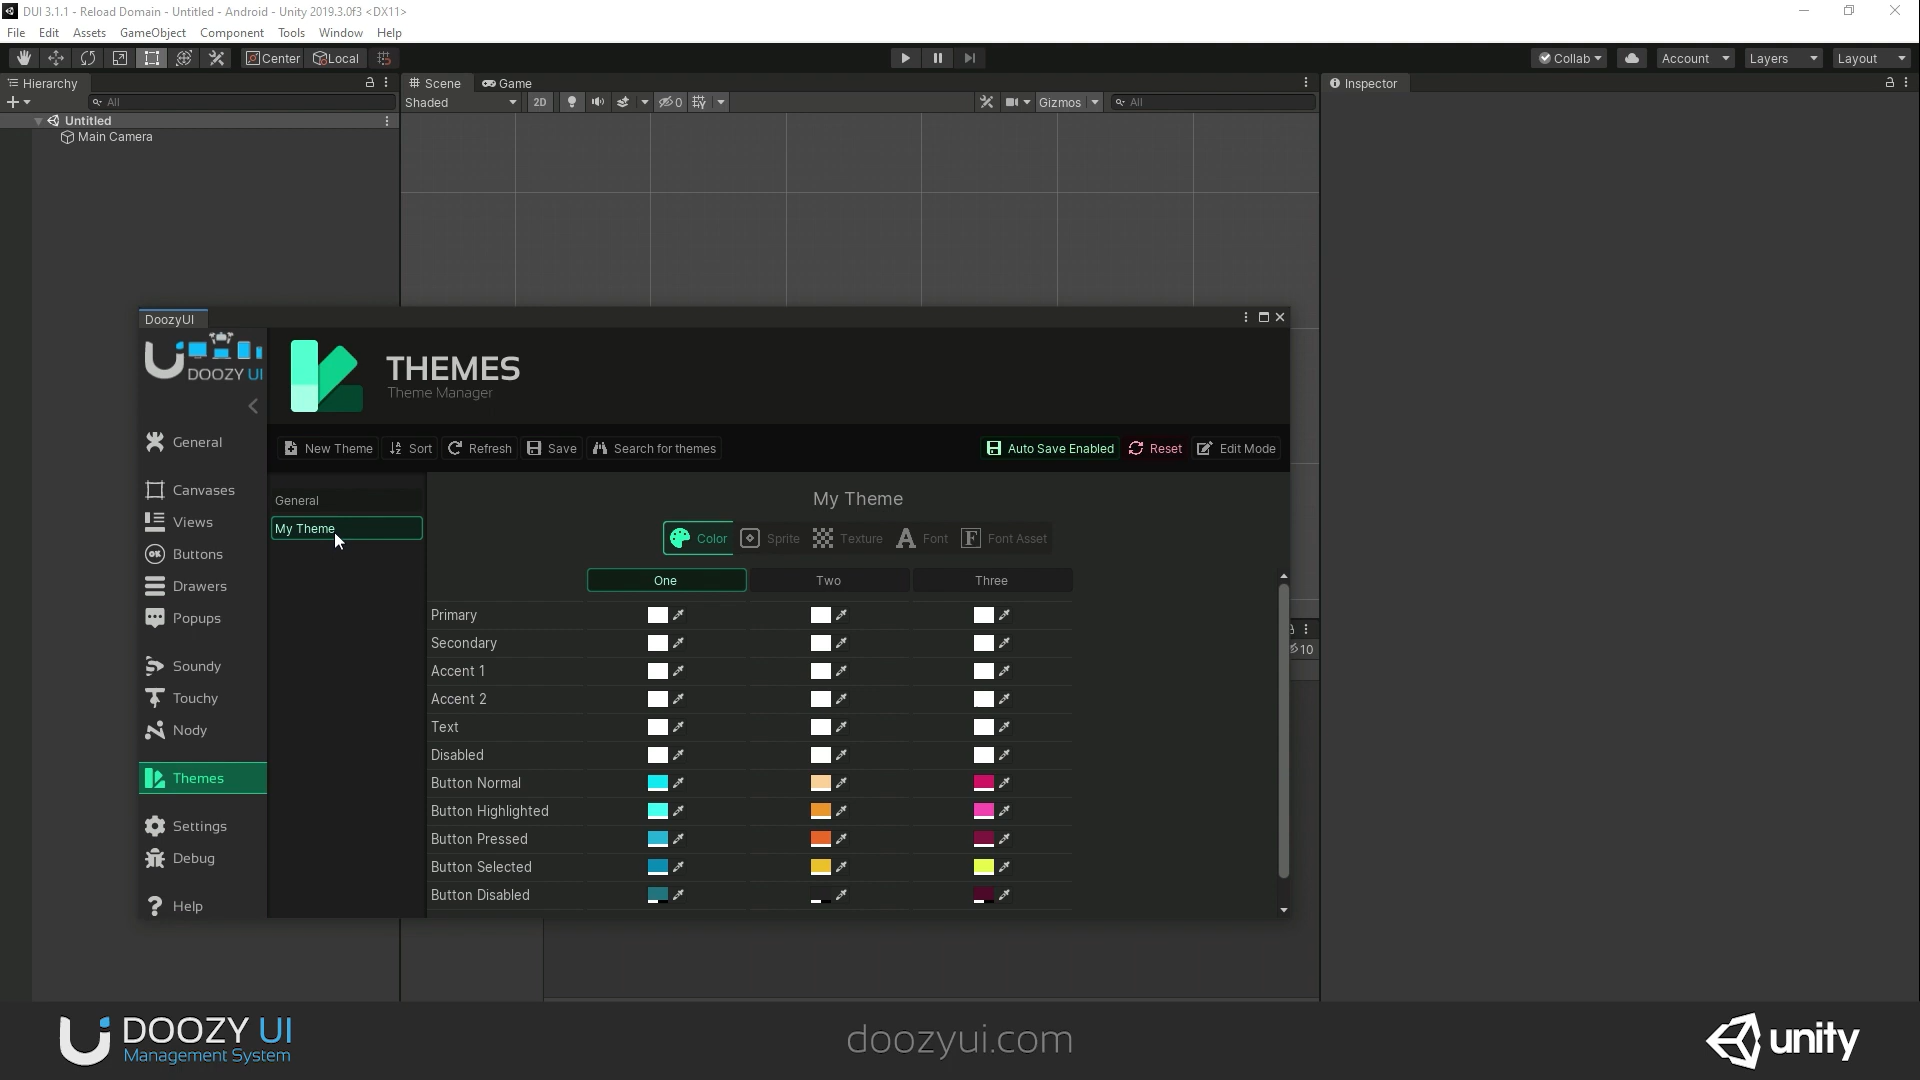 DUI 3.1.1 - Reload Domain - Untitled - Android - Unity 2019.3.0f3 <DX11>
File Edit Assets GameObject Component Tools Window Help
Center Local Collab Account Layers Layout
Hierarchy Scene Game Inspector
All Shaded 2D 0 Gizmos All
Untitled
Main Camera
DoozyUI
DOOZY UI
THEMES
Theme Manager
New Theme Sort Refresh Save Search for themes Auto Save Enabled Reset Edit Mode
General
Canvases
Views
OK Buttons
Drawers
Popups
Soundy
Touchy
Nody
Themes
Settings
Debug
? Help
General
My Theme
My Theme
Color Sprite Texture A Font F Font Asset
One Two Three
Primary
Secondary
Accent 1
Accent 2
Text
Disabled
Button Normal
Button Highlighted
Button Pressed
Button Selected
Button Disabled
10
DOOZY UI
Management System
doozyui.com
unity